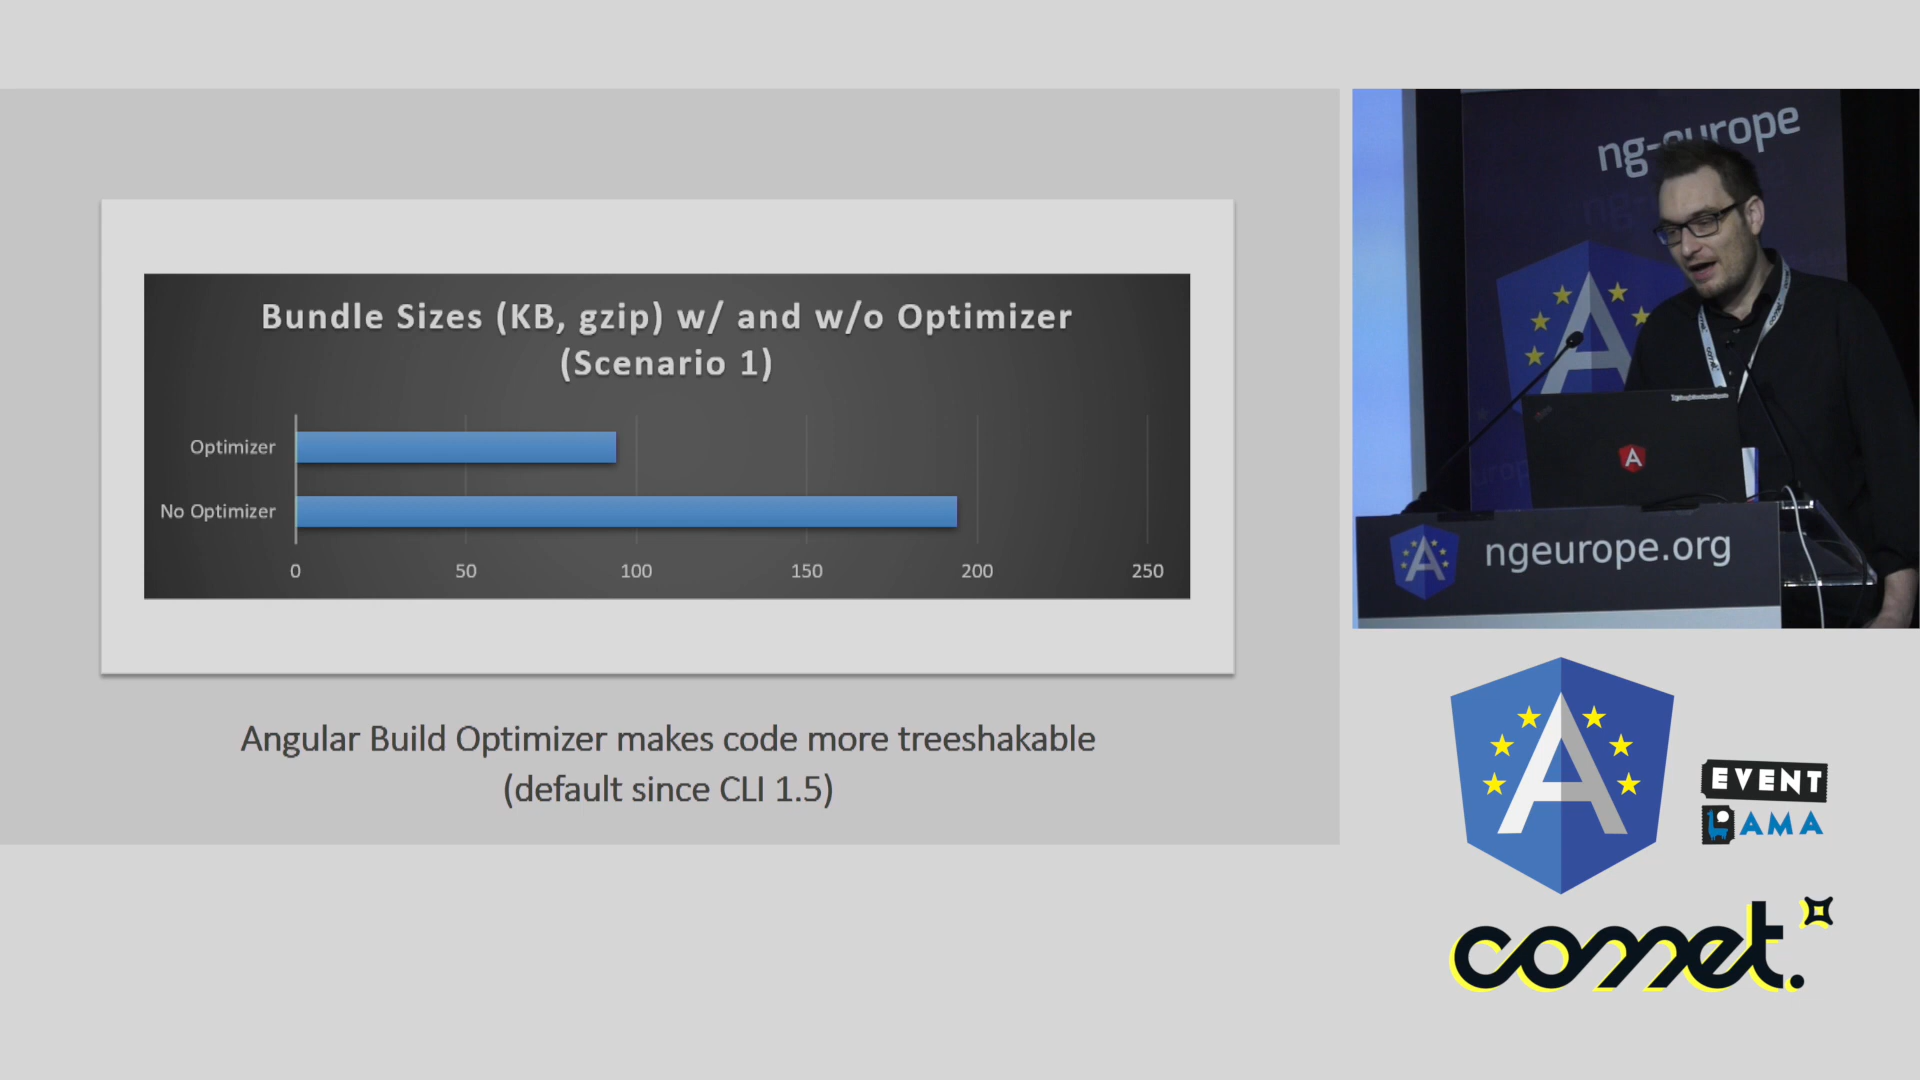 Bundle Sizes (KB, gzip) w/ and w/o Optimizer
(Scenario 1)
Optimizer
No Optimizer
0 50 100 150 200 250
Angular Build Optimizer makes code more treeshakable
(default since CLI 1.5)
ng-europe
A
A
ngeurope.org
A
A
EVENT
LAMA
comet.